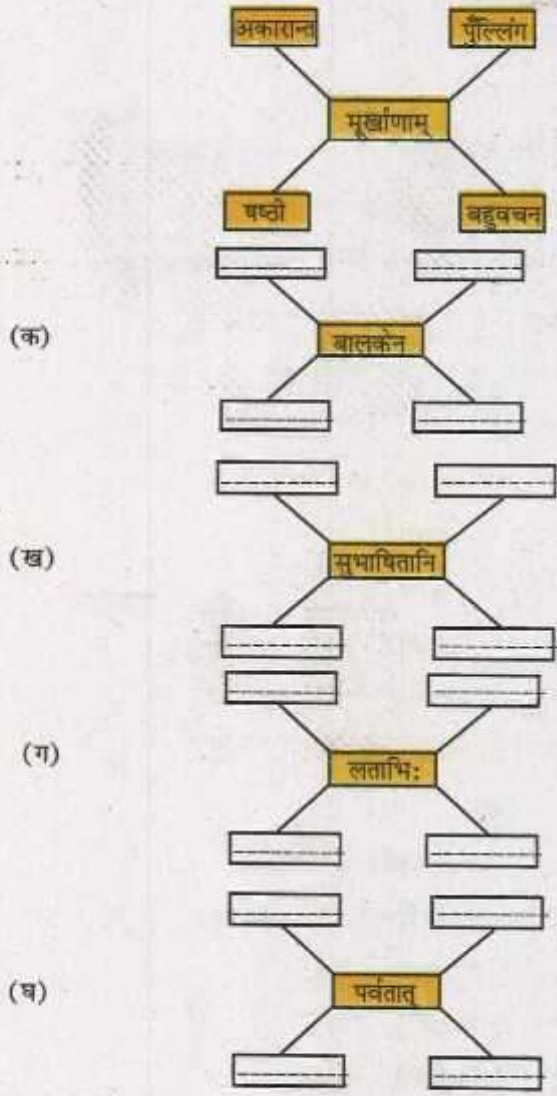 अकारान्त पुँल्लिंग
मूर्खाणाम्
षष्ठी बहुवचन
(क) बालकेन
(ख) सुभाषितानि
(ग) लताभि:
(घ) पर्वतात्